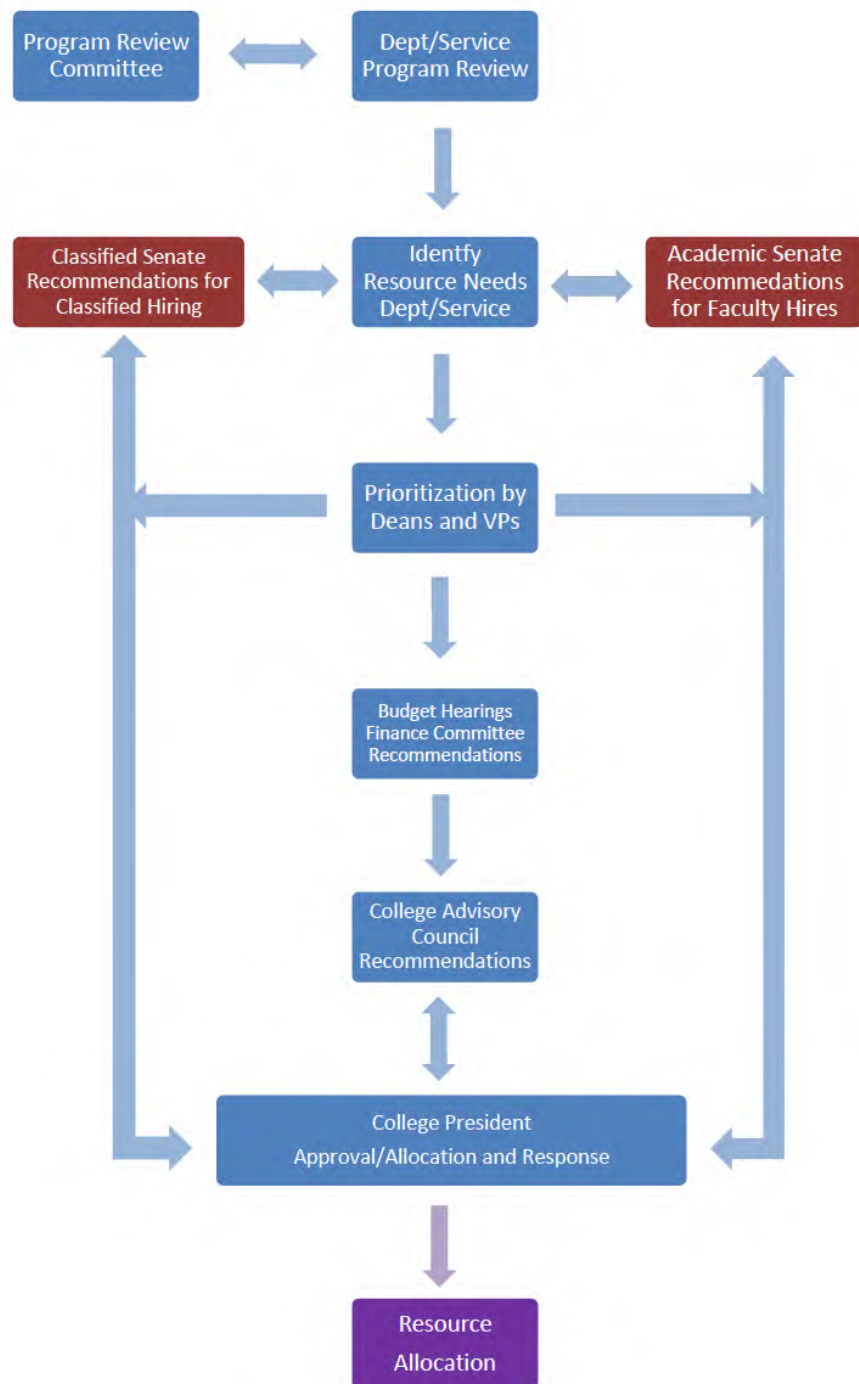 Program Review
Committee
Dept/Service
Program Review
Classified Senate
Recommendations for
Classified Hiring
Identfy
Resource Needs
Dept/Service
Academic Senate
Recommedations
for Faculty Hires
Prioritization by
Deans and VPs
Budget Hearings
Finance Committee
Recommendations
College Advisory
Council
Recommendations
College President
Approval/Allocation and Response
Resource
Allocation